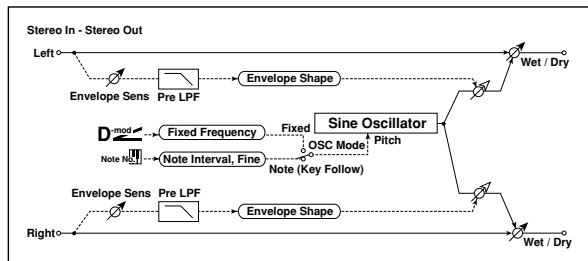 Stereo In - Stereo Out
Left
Wet / Dry
Envelope Sens
Pre LPF
Envelope Shape
D-mod
Fixed Frequency
Fixed
Sine Oscillator
OSC Mode
Pitch
Note No.
Note Interval, Fine
Note (Key Follow)
Envelope Sens
Pre LPF
Envelope Shape
Right
Wet / Dry